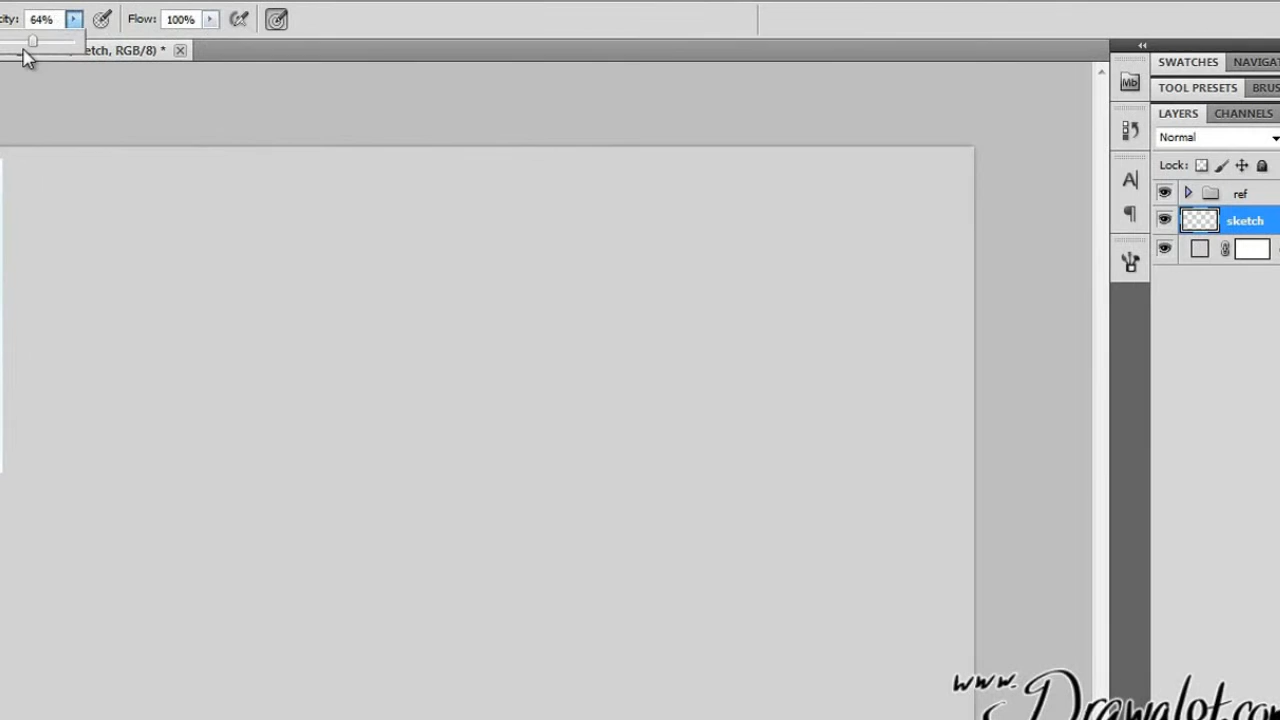 city: 64% Flow: 100%
etch, RGB/8) *
SWATCHES NAVIGAT
Mb TOOL PRESETS BRUS
LAYERS CHANNELS
Normal
Lock:
A
ref
sketch
www.
Drawalot.com